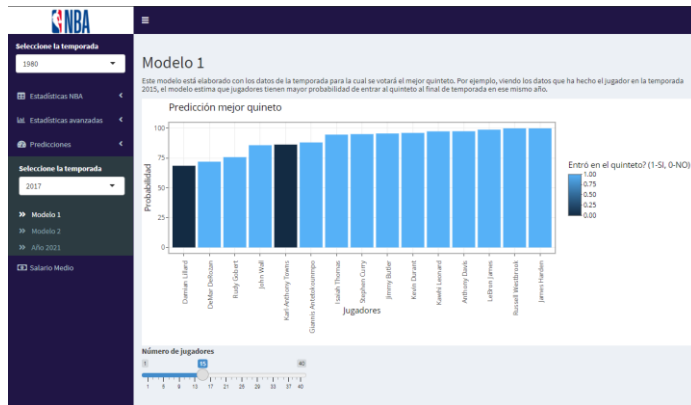 NBA
Seleccione la temporada
1980
Estadísticas NBA
Estadísticas avanzadas
Predicciones
Seleccione la temporada
2017
Modelo 1
Modelo 2
Año 2021
Salario Medio
Modelo 1
Este modelo está elaborado con los datos de la temporada para la cual se votará el mejor quinteto. Por ejemplo, viendo los datos que ha hecho el jugador en la temporada
2015, el modelo estima que jugadores tienen mayor probabilidad de entrar al quinteto al final de temporada en ese mismo año.
Predicción mejor quineto
100
75
50
25
0
Probabilidad
Damian Lillard
DeMar DeRozan
Rudy Gobert
John Wall
Karl-Anthony Towns
Giannis Antetokounmpo
Isaiah Thomas
Stephen Curry
Jimmy Butler
Kevin Durant
Kawhi Leonard
Anthony Davis
LeBron James
Russell Westbrook
James Harden
Jugadores
Entró en el quinteto? (1-SI, 0-NO)
1.00
0.75
0.50
0.25
0.00
Número de jugadores
15
40
1 5 9 13 17 21 25 29 33 37 40